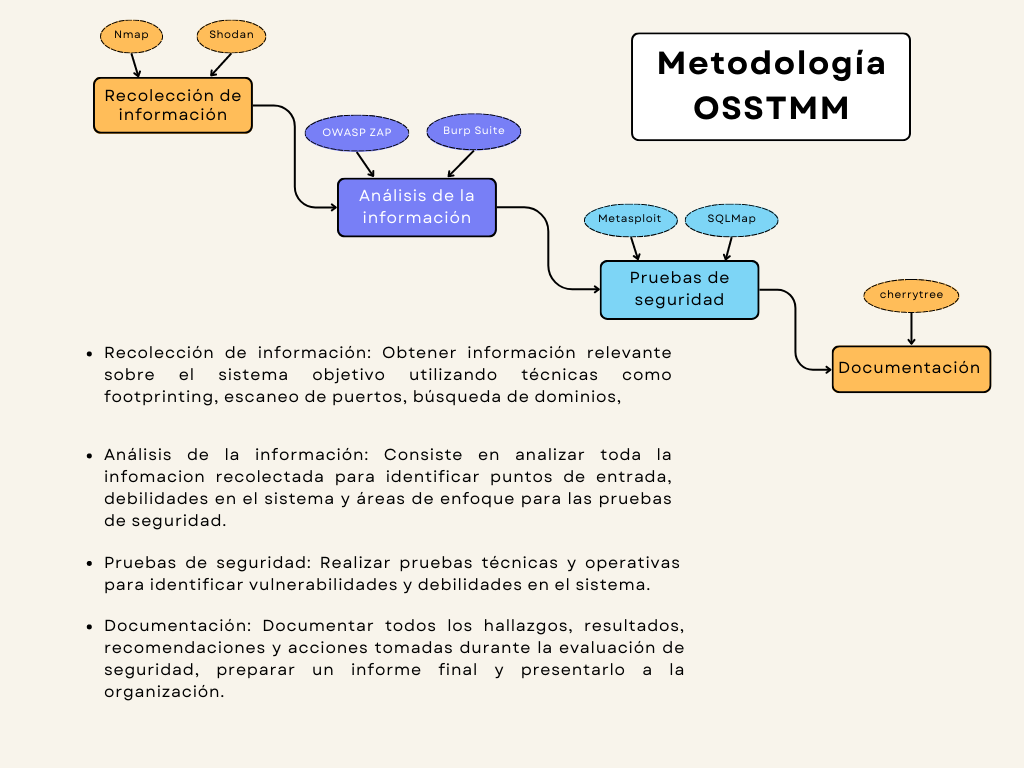 Nmap
Shodan
Recolección de
información
Metodología
OSSTMM
OWASP ZAP
Burp Suite
Análisis de la
información
Metasploit
SQLMap
Pruebas de
seguridad
cherrytree
Documentación
• Recolección de información: Obtener información relevante
sobre el sistema objetivo utilizando técnicas como
footprinting, escaneo de puertos, búsqueda de dominios,
• Análisis de la información: Consiste en analizar toda la
infomacion recolectada para identificar puntos de entrada,
debilidades en el sistema y áreas de enfoque para las pruebas
de seguridad.
• Pruebas de seguridad: Realizar pruebas técnicas y operativas
para identificar vulnerabilidades y debilidades en el sistema.
• Documentación: Documentar todos los hallazgos, resultados,
recomendaciones y acciones tomadas durante la evaluación de
seguridad, preparar un informe final y presentarlo a la
organización.